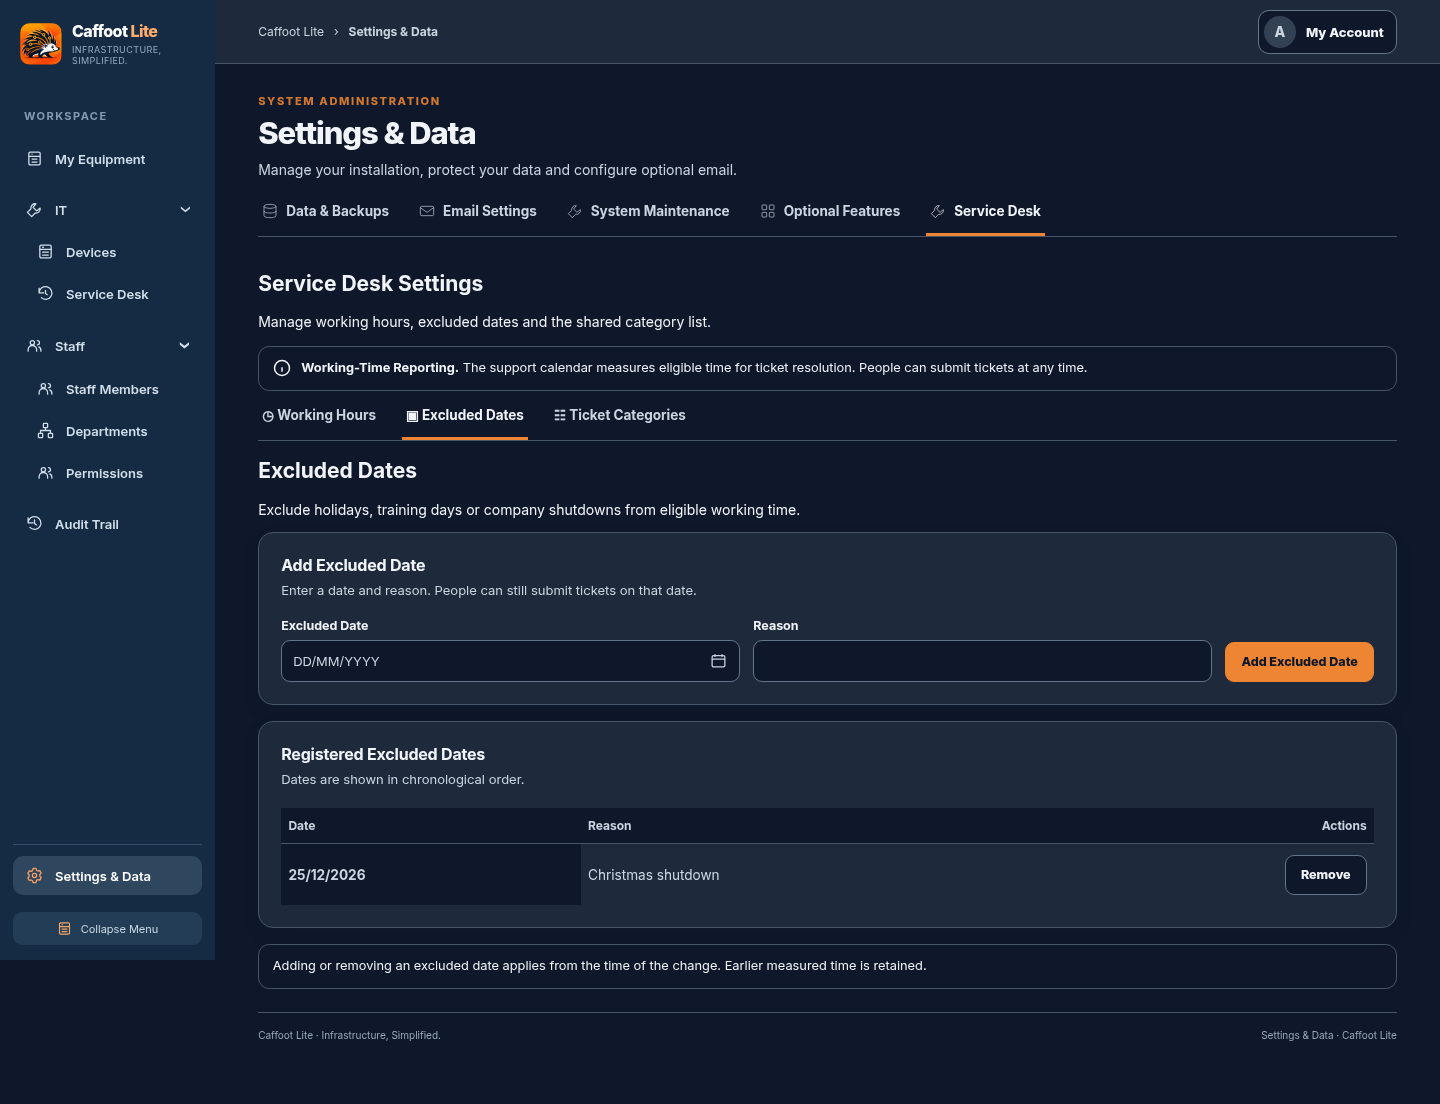 Caffoot Lite
INFRASTRUCTURE,
SIMPLIFIED.
WORKSPACE
My Equipment
IT
Devices
Service Desk
Staff
Staff Members
Departments
Permissions
Audit Trail
Settings & Data
Collapse Menu
Caffoot Lite › Settings & Data
A My Account
SYSTEM ADMINISTRATION
Settings & Data
Manage your installation, protect your data and configure optional email.
Data & Backups Email Settings System Maintenance Optional Features Service Desk
Service Desk Settings
Manage working hours, excluded dates and the shared category list.
Working-Time Reporting. The support calendar measures eligible time for ticket resolution. People can submit tickets at any time.
Working Hours Excluded Dates Ticket Categories
Excluded Dates
Exclude holidays, training days or company shutdowns from eligible working time.
Add Excluded Date
Enter a date and reason. People can still submit tickets on that date.
Excluded Date Reason
DD/MM/YYYY Add Excluded Date
Registered Excluded Dates
Dates are shown in chronological order.
Date Reason Actions
25/12/2026 Christmas shutdown Remove
Adding or removing an excluded date applies from the time of the change. Earlier measured time is retained.
Caffoot Lite · Infrastructure, Simplified. Settings & Data · Caffoot Lite